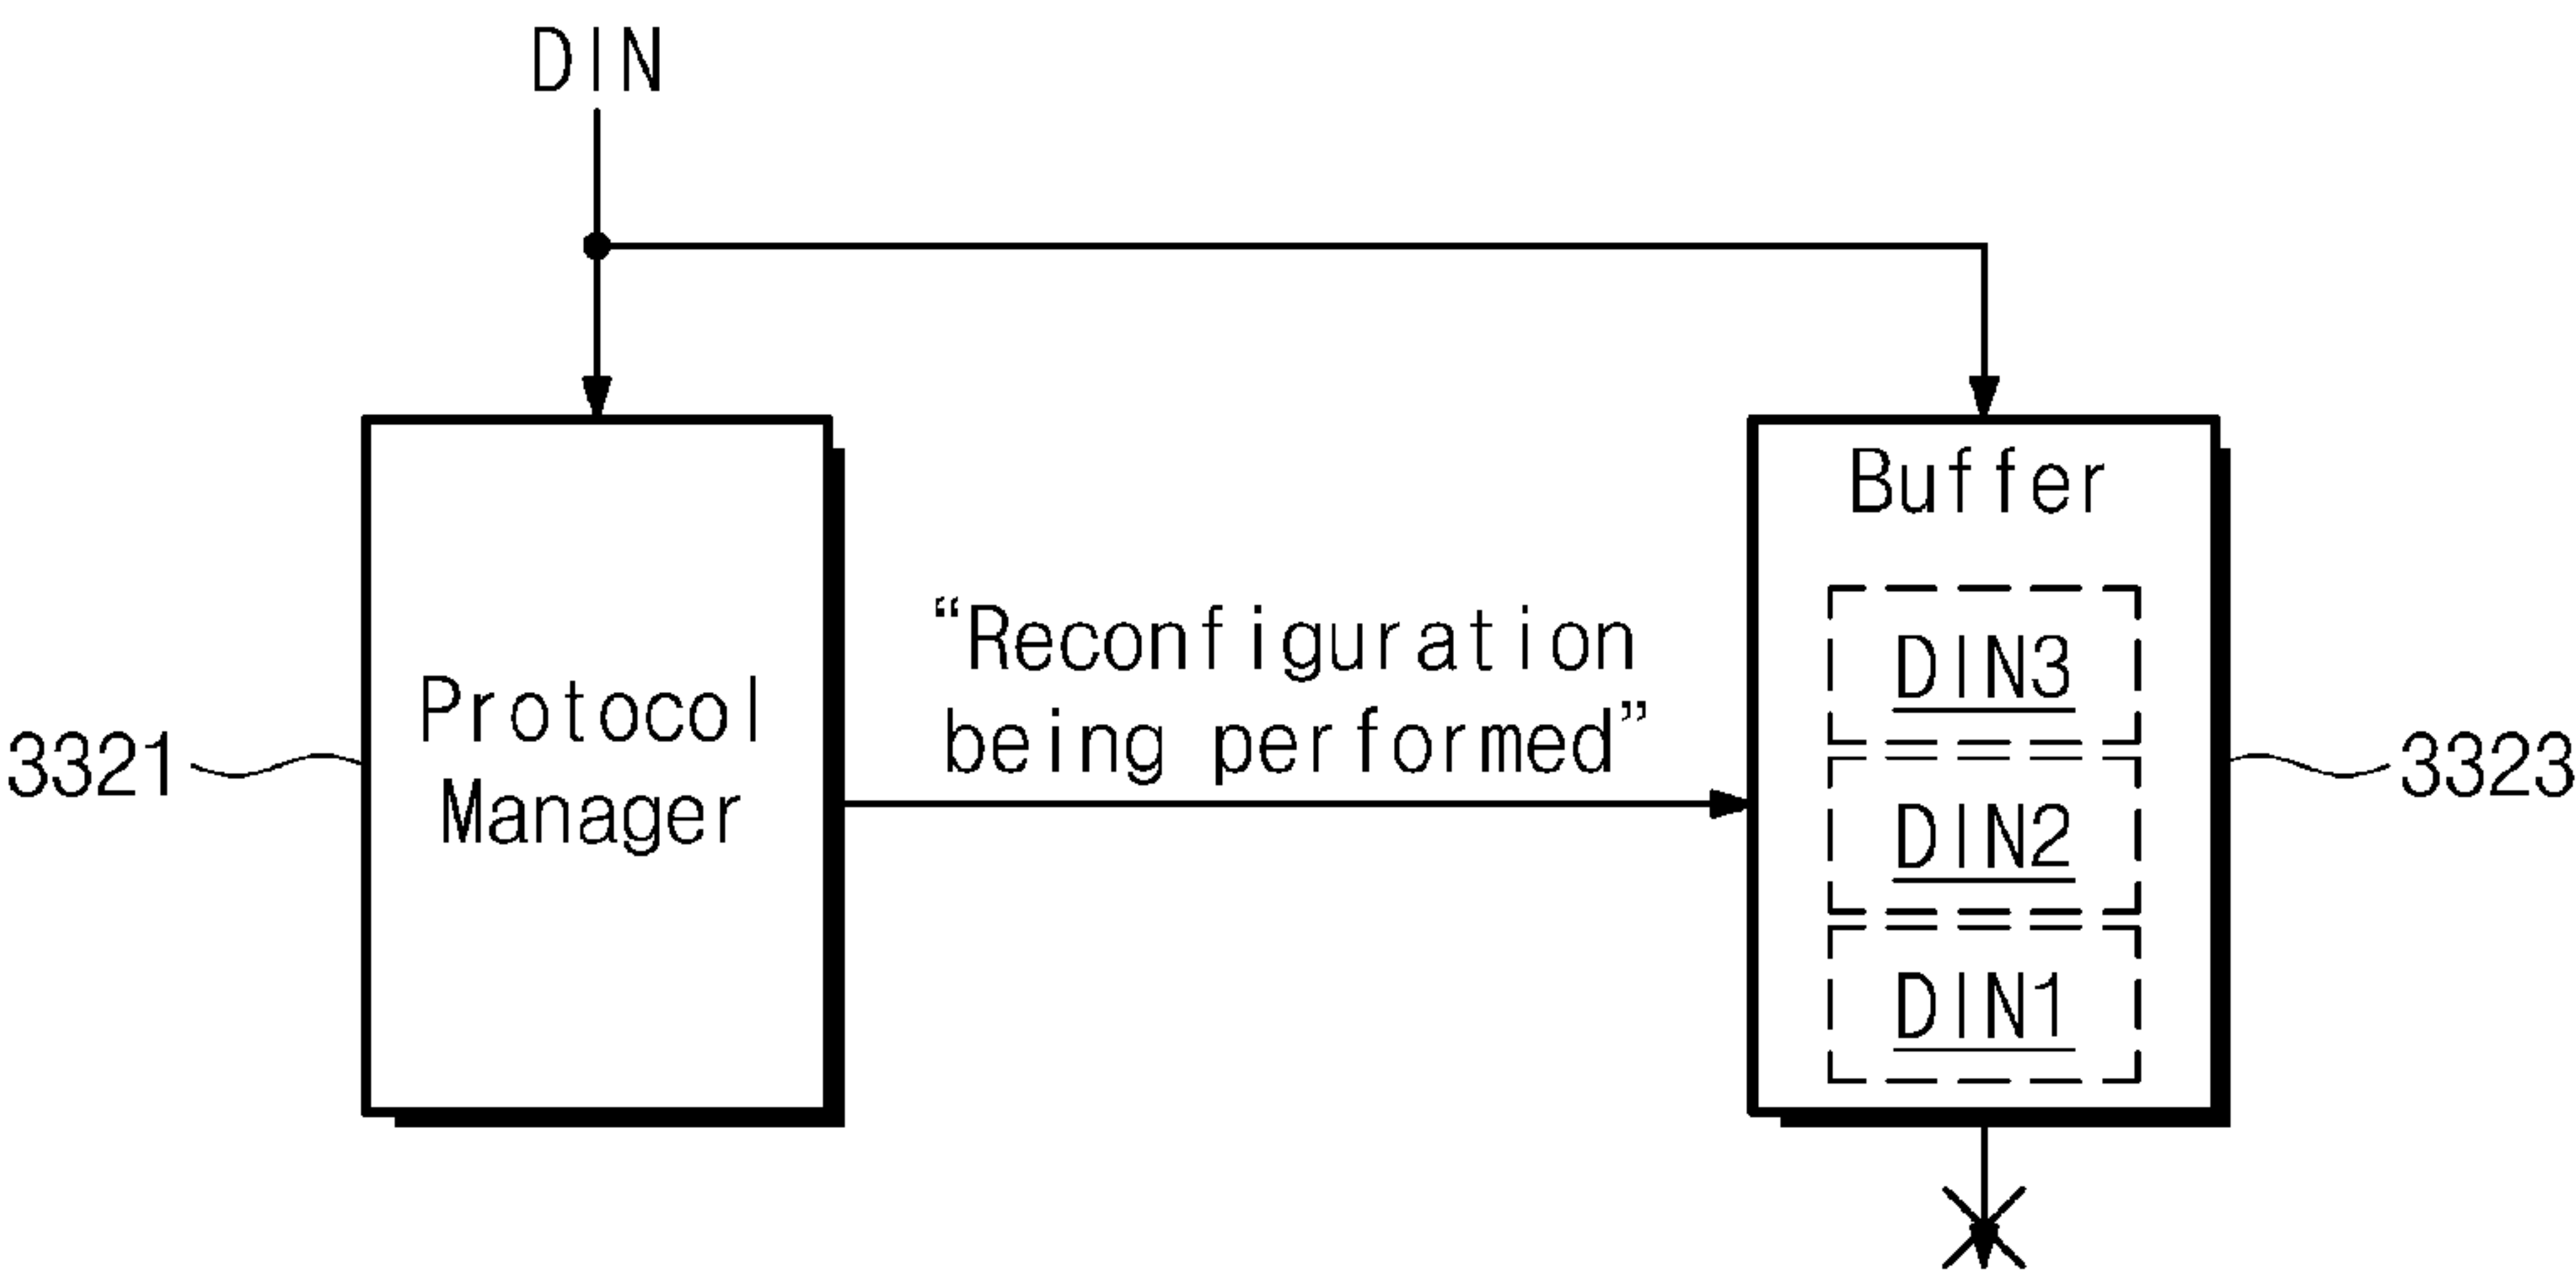 DIN
Buffer
"Reconfiguration
being performed"
Protocol
Manager
DIN3
DIN2
DIN1
3321
3323